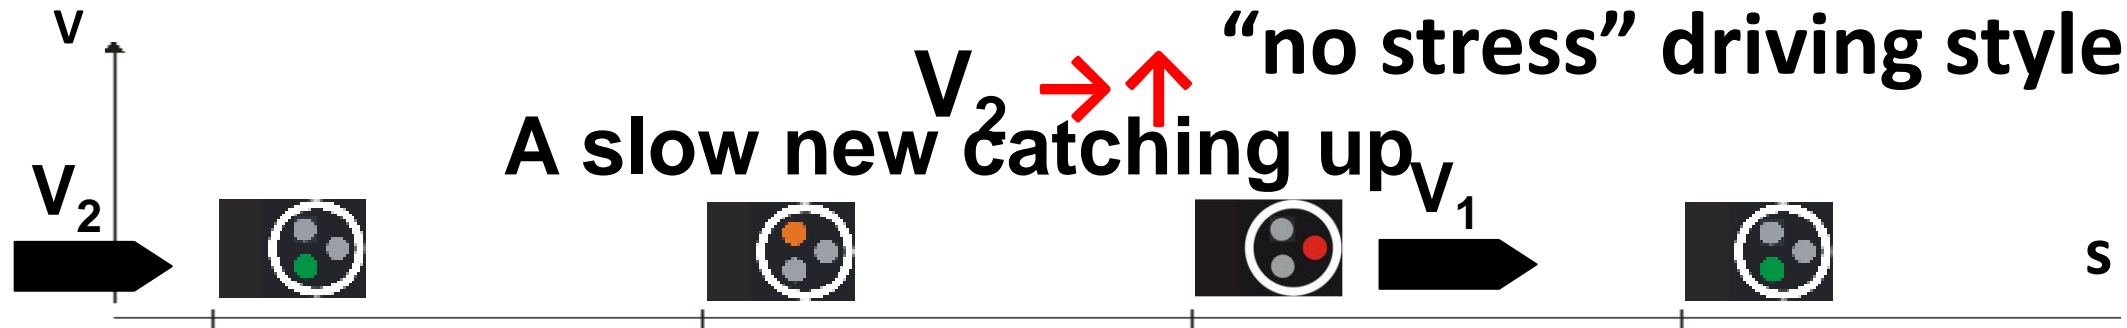 V
“no stress” driving style
V₂ →↑
A slow new catching up
V₂
V₁
s